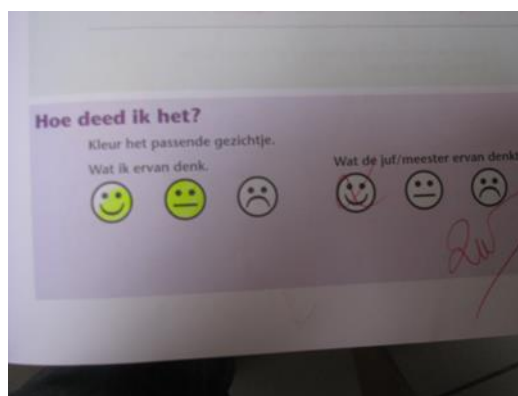 Hoe deed ik het?
Kleur het passende gezichtje.
Wat ik ervan denk.
Wat de juf/meester ervan denkt